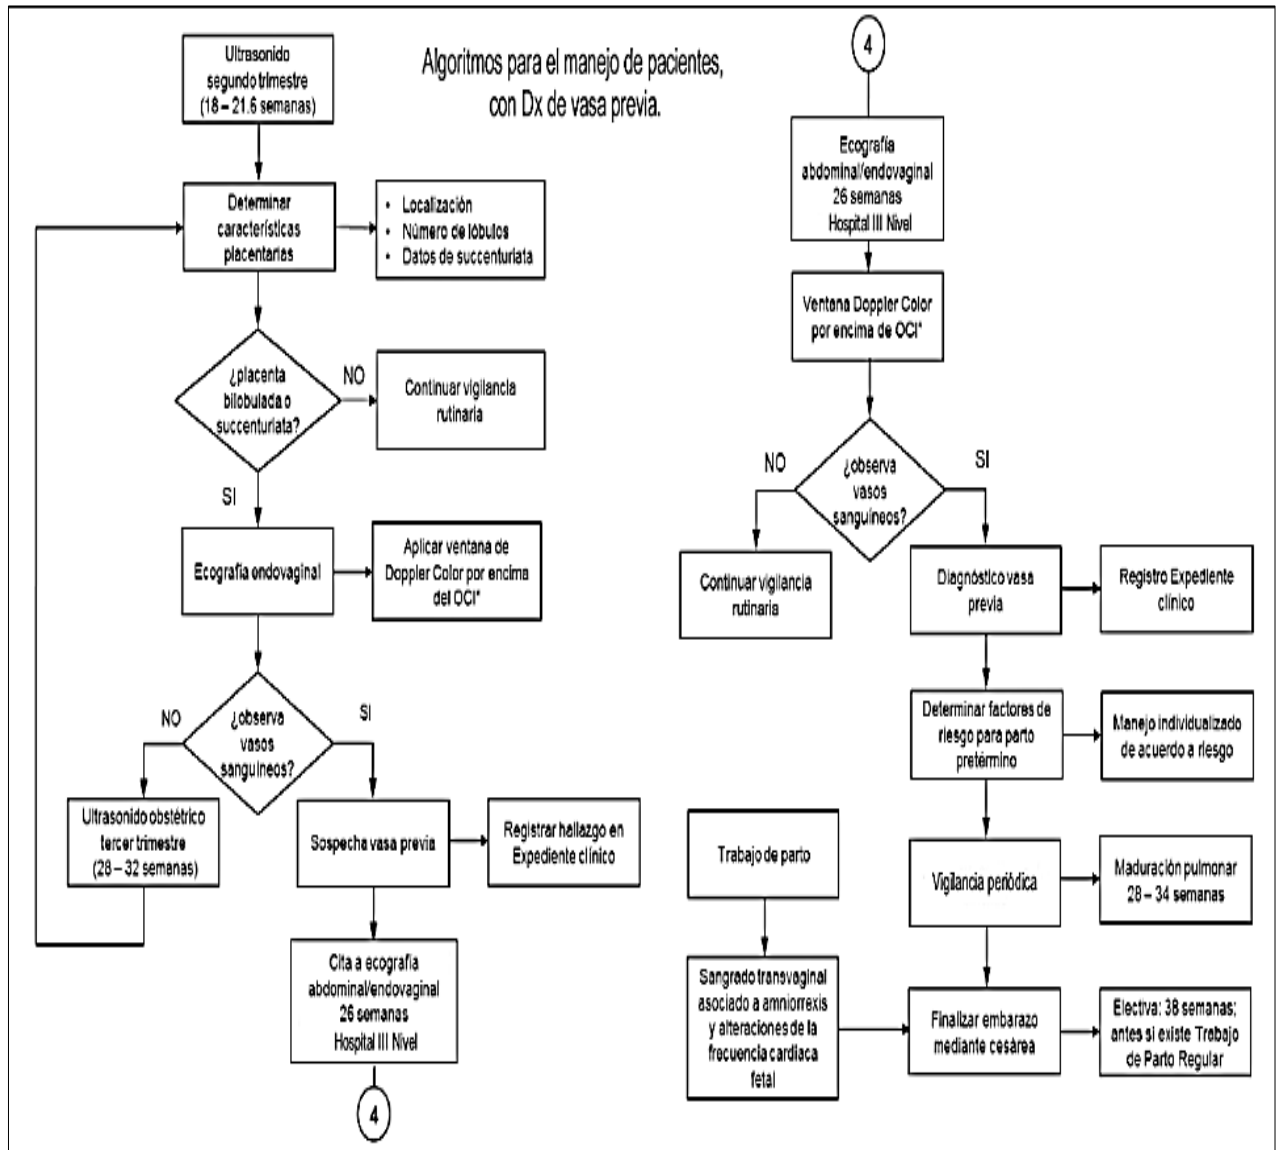 Algoritmos para el manejo de pacientes,
con Dx de vasa previa.
Ultrasonido
segundo trimestre
(18 – 21.6 semanas)
Determinar
características
placentarias
• Localización
• Número de lóbulos
• Datos de succenturiata
¿placenta
bilobulada o
succenturiata?
NO
Continuar vigilancia
rutinaria
SI
Ecografía endovaginal
Aplicar ventana de
Doppler Color por encima
del OCI*
¿observa
vasos
sanguíneos?
NO
SI
Ultrasonido obstétrico
tercer trimestre
(28 – 32 semanas)
Sospecha vasa previa
Registrar hallazgo en
Expediente clínico
Cita a ecografía
abdominal/endovaginal
26 semanas
Hospital III Nivel
4
4
Ecografía
abdominal/endovaginal
26 semanas
Hospital III Nivel
Ventana Doppler Color
por encima de OCI*
¿observa
vasos
sanguíneos?
NO
SI
Continuar vigilancia
rutinaria
Diagnóstico vasa
previa
Registro Expediente
clínico
Determinar factores de
riesgo para parto
pretérmino
Manejo individualizado
de acuerdo a riesgo
Trabajo de parto
Vigilancia periódica
Maduración pulmonar
28 – 34 semanas
Sangrado transvaginal
asociado a amniorrexis
y alteraciones de la
frecuencia cardiaca
fetal
Finalizar embarazo
mediante cesárea
Electiva: 38 semanas;
antes si existe Trabajo
de Parto Regular